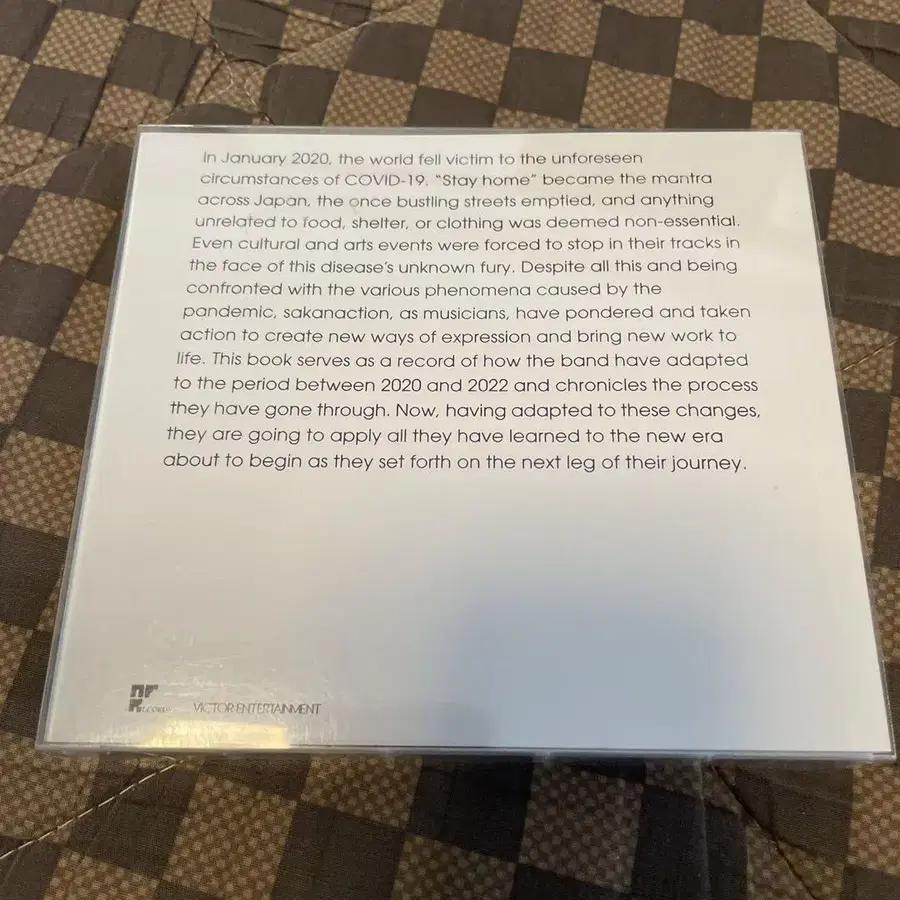 In January 2020, the world fell victim to the unforeseen
circumstances of COVID-19. "Stay home" became the mantra
across Japan, the once bustling streets emptied, and anything
unrelated to food, shelter, or clothing was deemed non-essential.
Even cultural and arts events were forced to stop in their tracks in
the face of this disease's unknown fury. Despite all this and being
confronted with the various phenomena caused by the
pandemic, sakanaction, as musicians, have pondered and taken
action to create new ways of expression and bring new work to
life. This book serves as a record of how the band have adapted
to the period between 2020 and 2022 and chronicles the process
they have gone through. Now, having adapted to these changes,
they are going to apply all they have learned to the new era
about to begin as they set forth on the next leg of their journey.
VICTOR ENTERTAINMENT